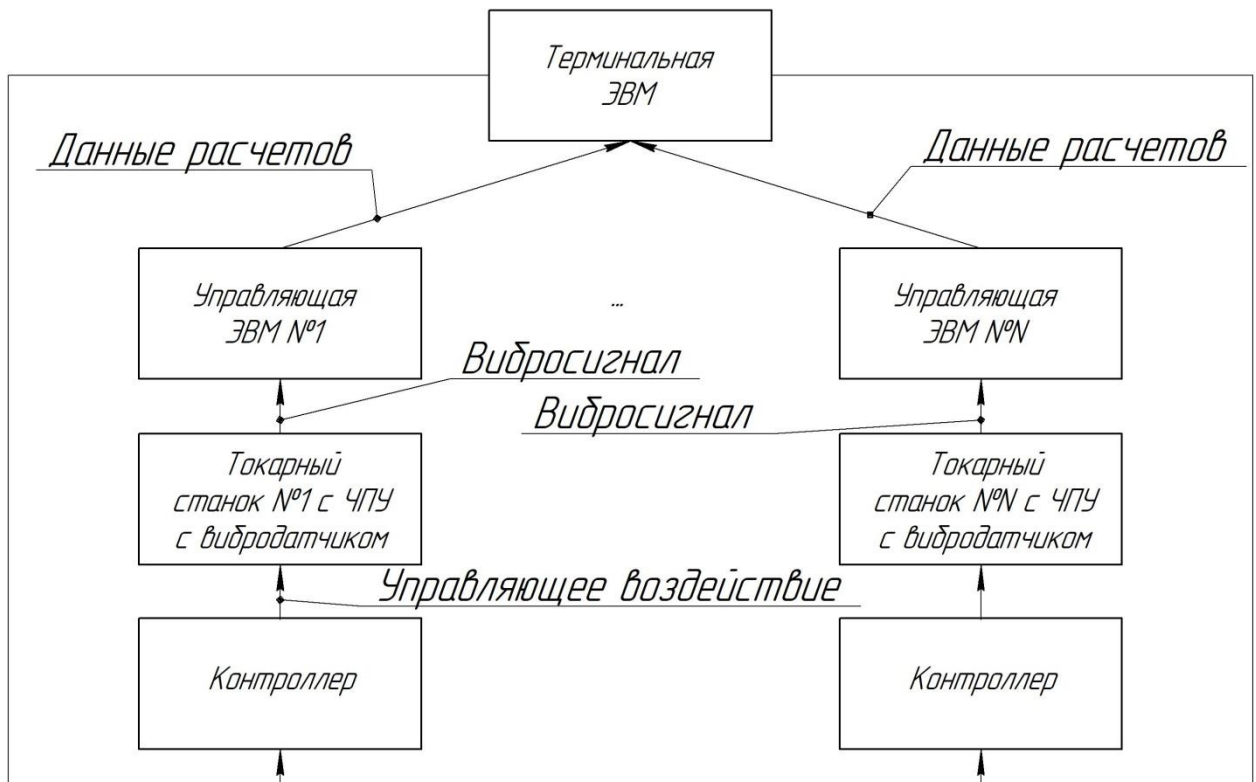 Терминальная
ЭВМ
Данные расчетов
Данные расчетов
Управляющая
ЭВМ №1
...
Управляющая
ЭВМ №N
Вибросигнал
Вибросигнал
Токарный
станок №1 с ЧПУ
с вибродатчиком
Токарный
станок №N с ЧПУ
с вибродатчиком
Управляющее воздействие
Контроллер
Контроллер